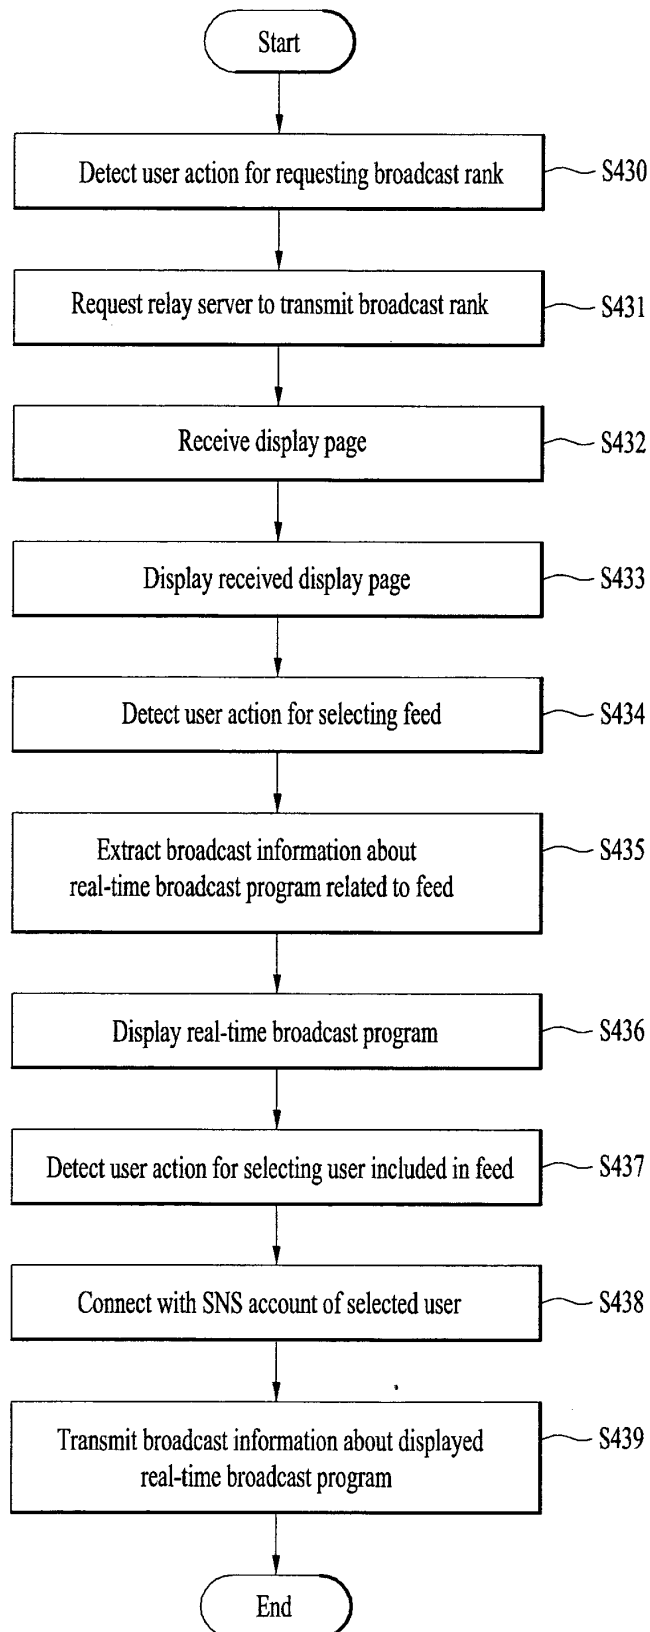 Start
Detect user action for requesting broadcast rank
S430
Request relay server to transmit broadcast rank
S431
Receive display page
S432
Display received display page
S433
Detect user action for selecting feed
S434
Extract broadcast information about
real-time broadcast program related to feed
S435
Display real-time broadcast program
S436
Detect user action for selecting user included in feed
S437
Connect with SNS account of selected user
S438
Transmit broadcast information about displayed
real-time broadcast program
S439
End